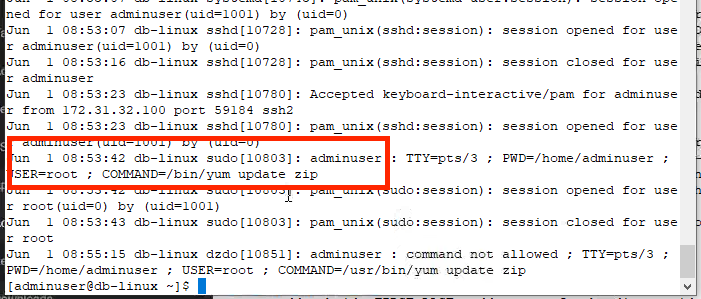 ned for user adminuser(uid=1001) by (uid=0)
Jun  1 08:53:07 db-linux sshd[10728]: pam_unix(sshd:session): session opened for use
r adminuser(uid=1001) by (uid=0)
Jun  1 08:53:16 db-linux sshd[10728]: pam_unix(sshd:session): session closed for use
r adminuser
Jun  1 08:53:23 db-linux sshd[10780]: Accepted keyboard-interactive/pam for adminuse
r from 172.31.32.100 port 59184 ssh2
Jun  1 08:53:23 db-linux sshd[10780]: pam_unix(sshd:session): session opened for use
r adminuser(uid=1001) by (uid=0)
Jun  1 08:53:42 db-linux sudo[10803]: adminuser : TTY=pts/3 ; PWD=/home/adminuser ;
USER=root ; COMMAND=/bin/yum update zip
Jun  1 08:53:42 db-linux sudo[10803]: pam_unix(sudo:session): session opened for use
r root(uid=0) by (uid=1001)
Jun  1 08:53:43 db-linux sudo[10803]: pam_unix(sudo:session): session closed for use
r root
Jun  1 08:55:15 db-linux dzdo[10851]: adminuser : command not allowed ; TTY=pts/3 ;
PWD=/home/adminuser ; USER=root ; COMMAND=/usr/bin/yum update zip
[adminuser@db-linux ~]$